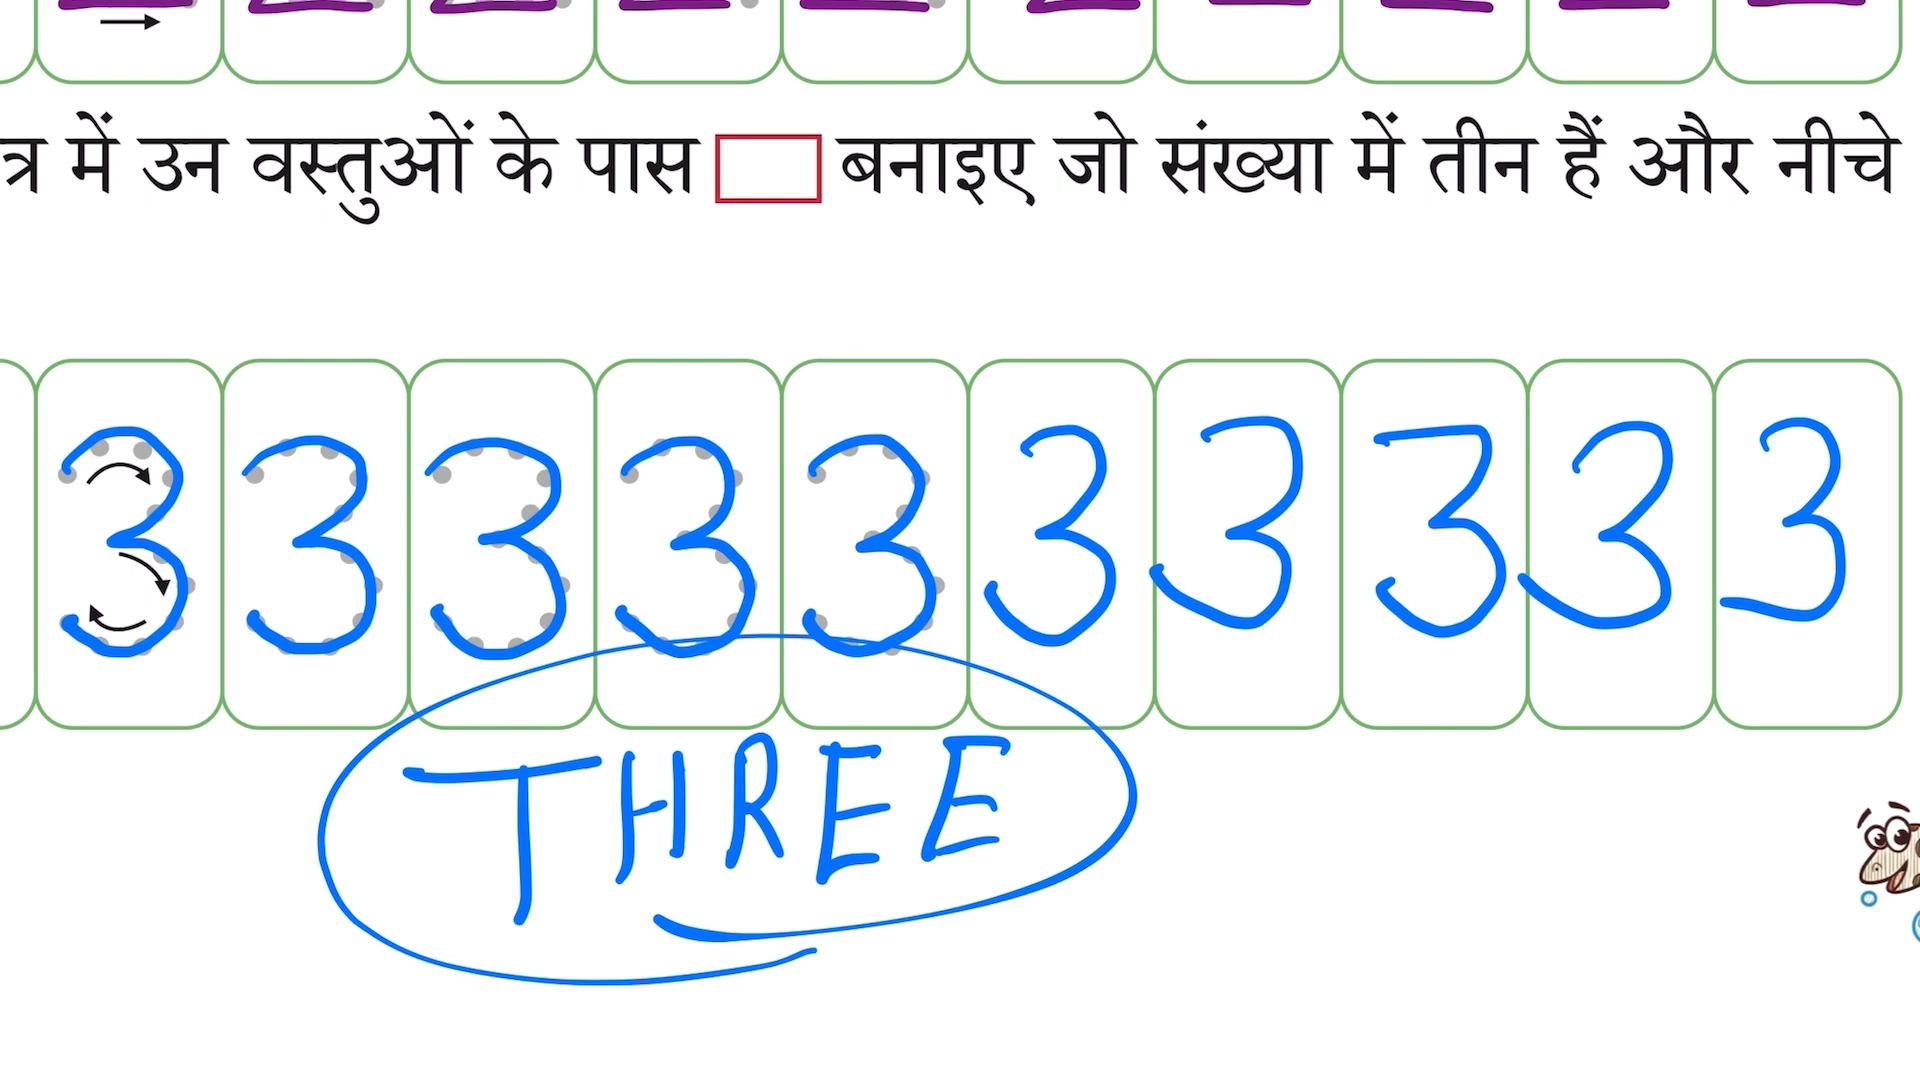 में उन वस्तुओं के पास बनाइए जो संख्या में तीन हैं और नीचे
3 3 3 3 3 3 3 3 3 3
THREE